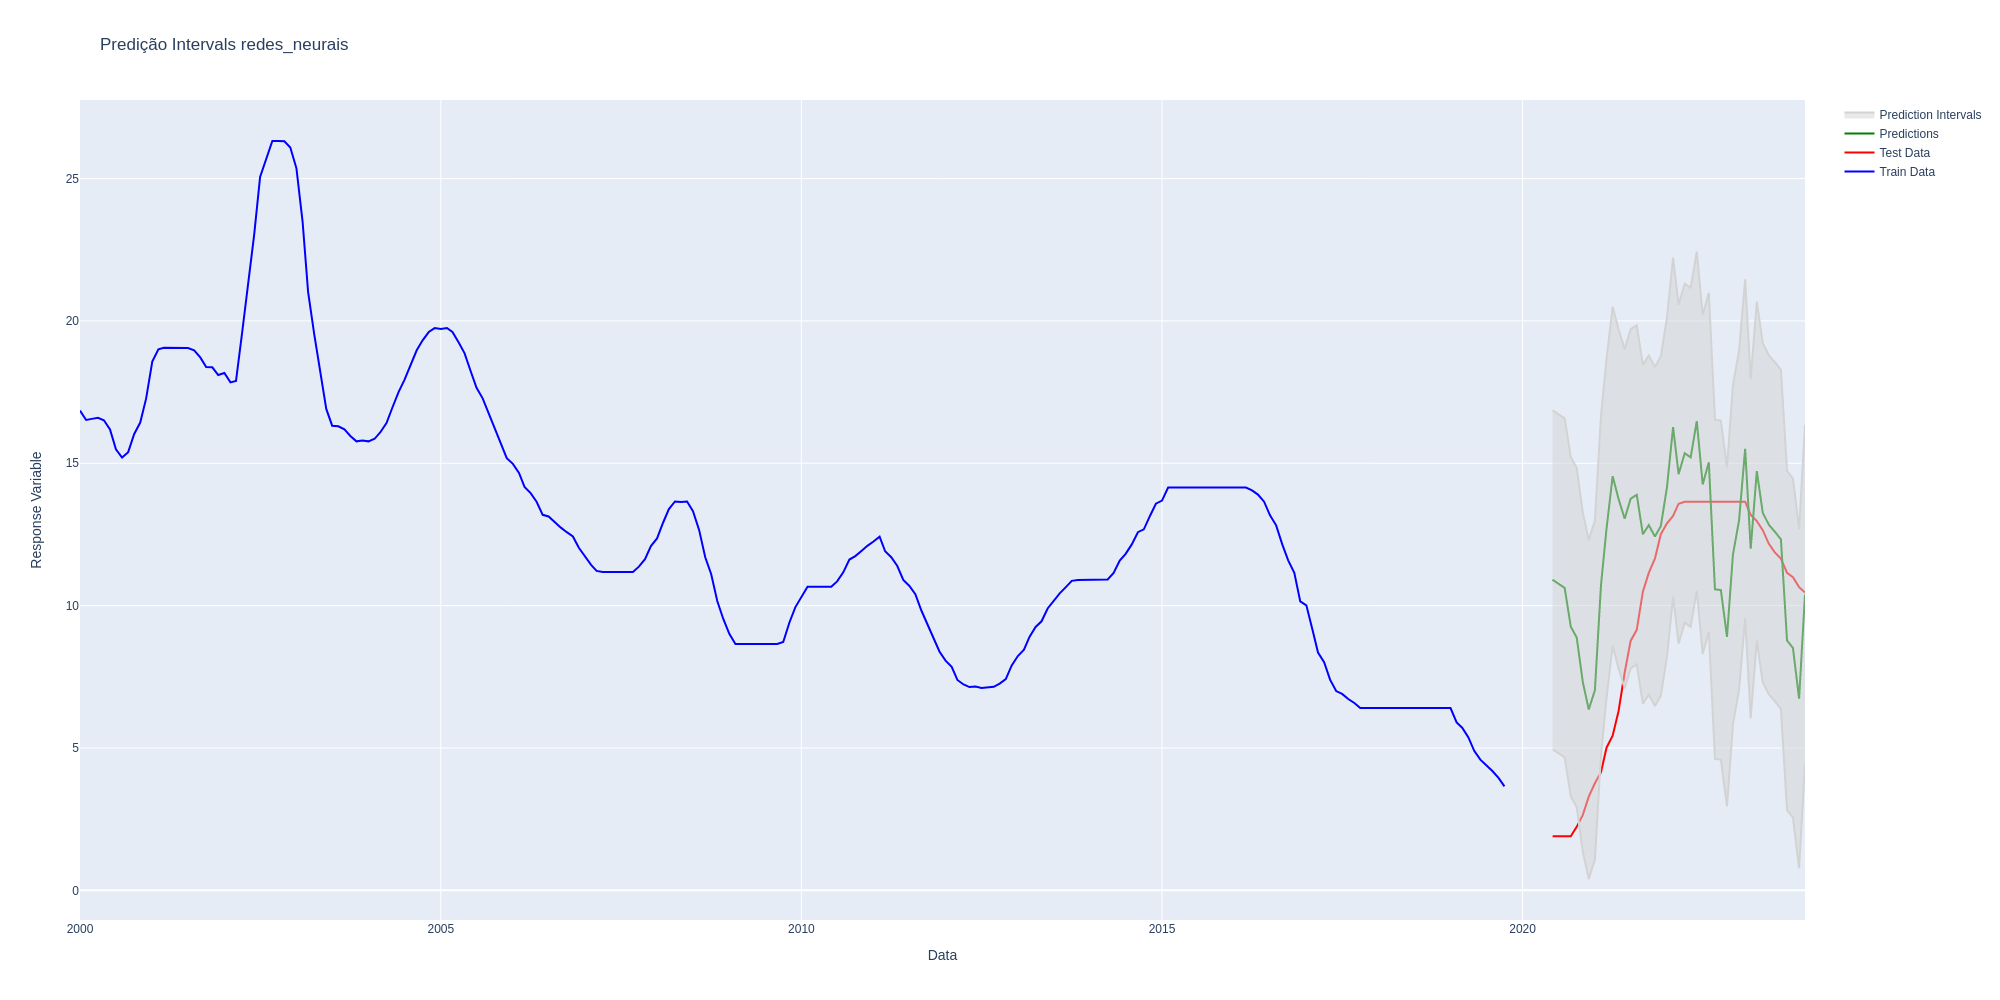 Predição Intervals redes_neurais
Prediction Intervals
Predictions
Test Data
Train Data
Response Variable
25
20
15
10
5
0
2000
2005
2010
2015
2020
Data